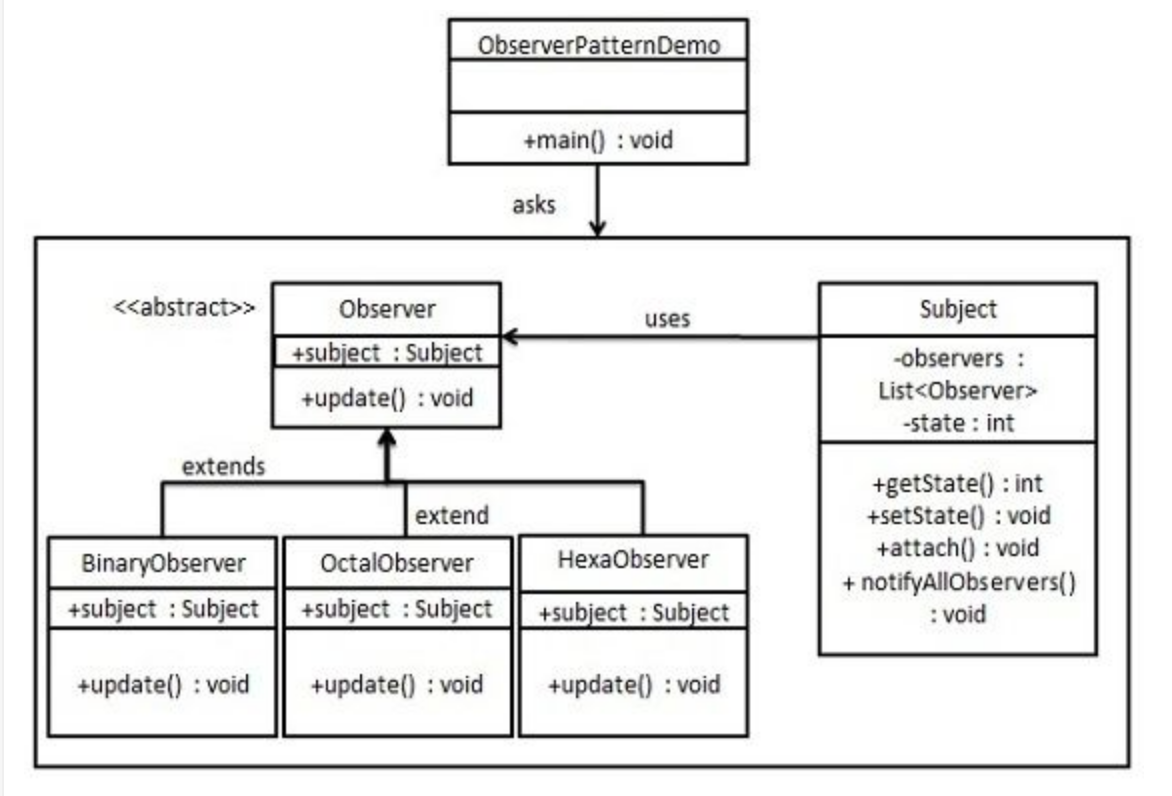 ObserverPatternDemo
+main() : void
asks
<<abstract>>
Observer
+subject : Subject
+update() : void
uses
Subject
-observers :
List<Observer>
-state : int
+getState() : int
+setState() : void
+attach() : void
+ notifyAllObservers()
: void
extends
extend
BinaryObserver
+subject : Subject
+update() : void
OctalObserver
+subject : Subject
+update() : void
HexaObserver
+subject : Subject
+update() : void